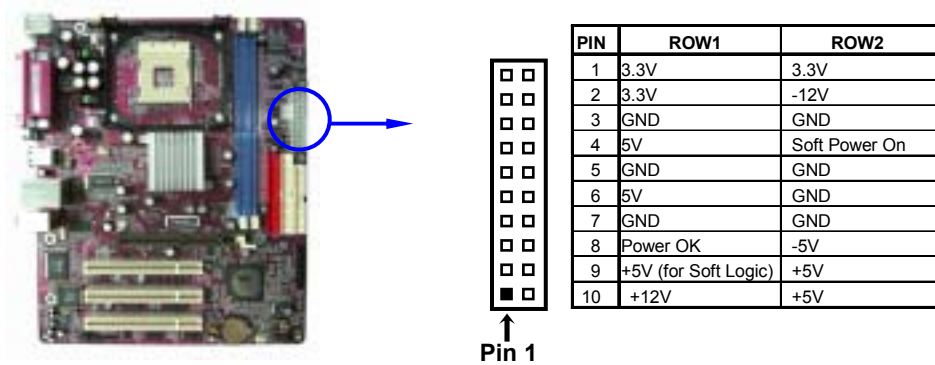 PIN ROW1 ROW2
1 3.3V 3.3V
2 3.3V -12V
3 GND GND
4 5V Soft Power On
5 GND GND
6 5V GND
7 GND GND
8 Power OK -5V
9 +5V (for Soft Logic) +5V
10 +12V +5V
Pin 1